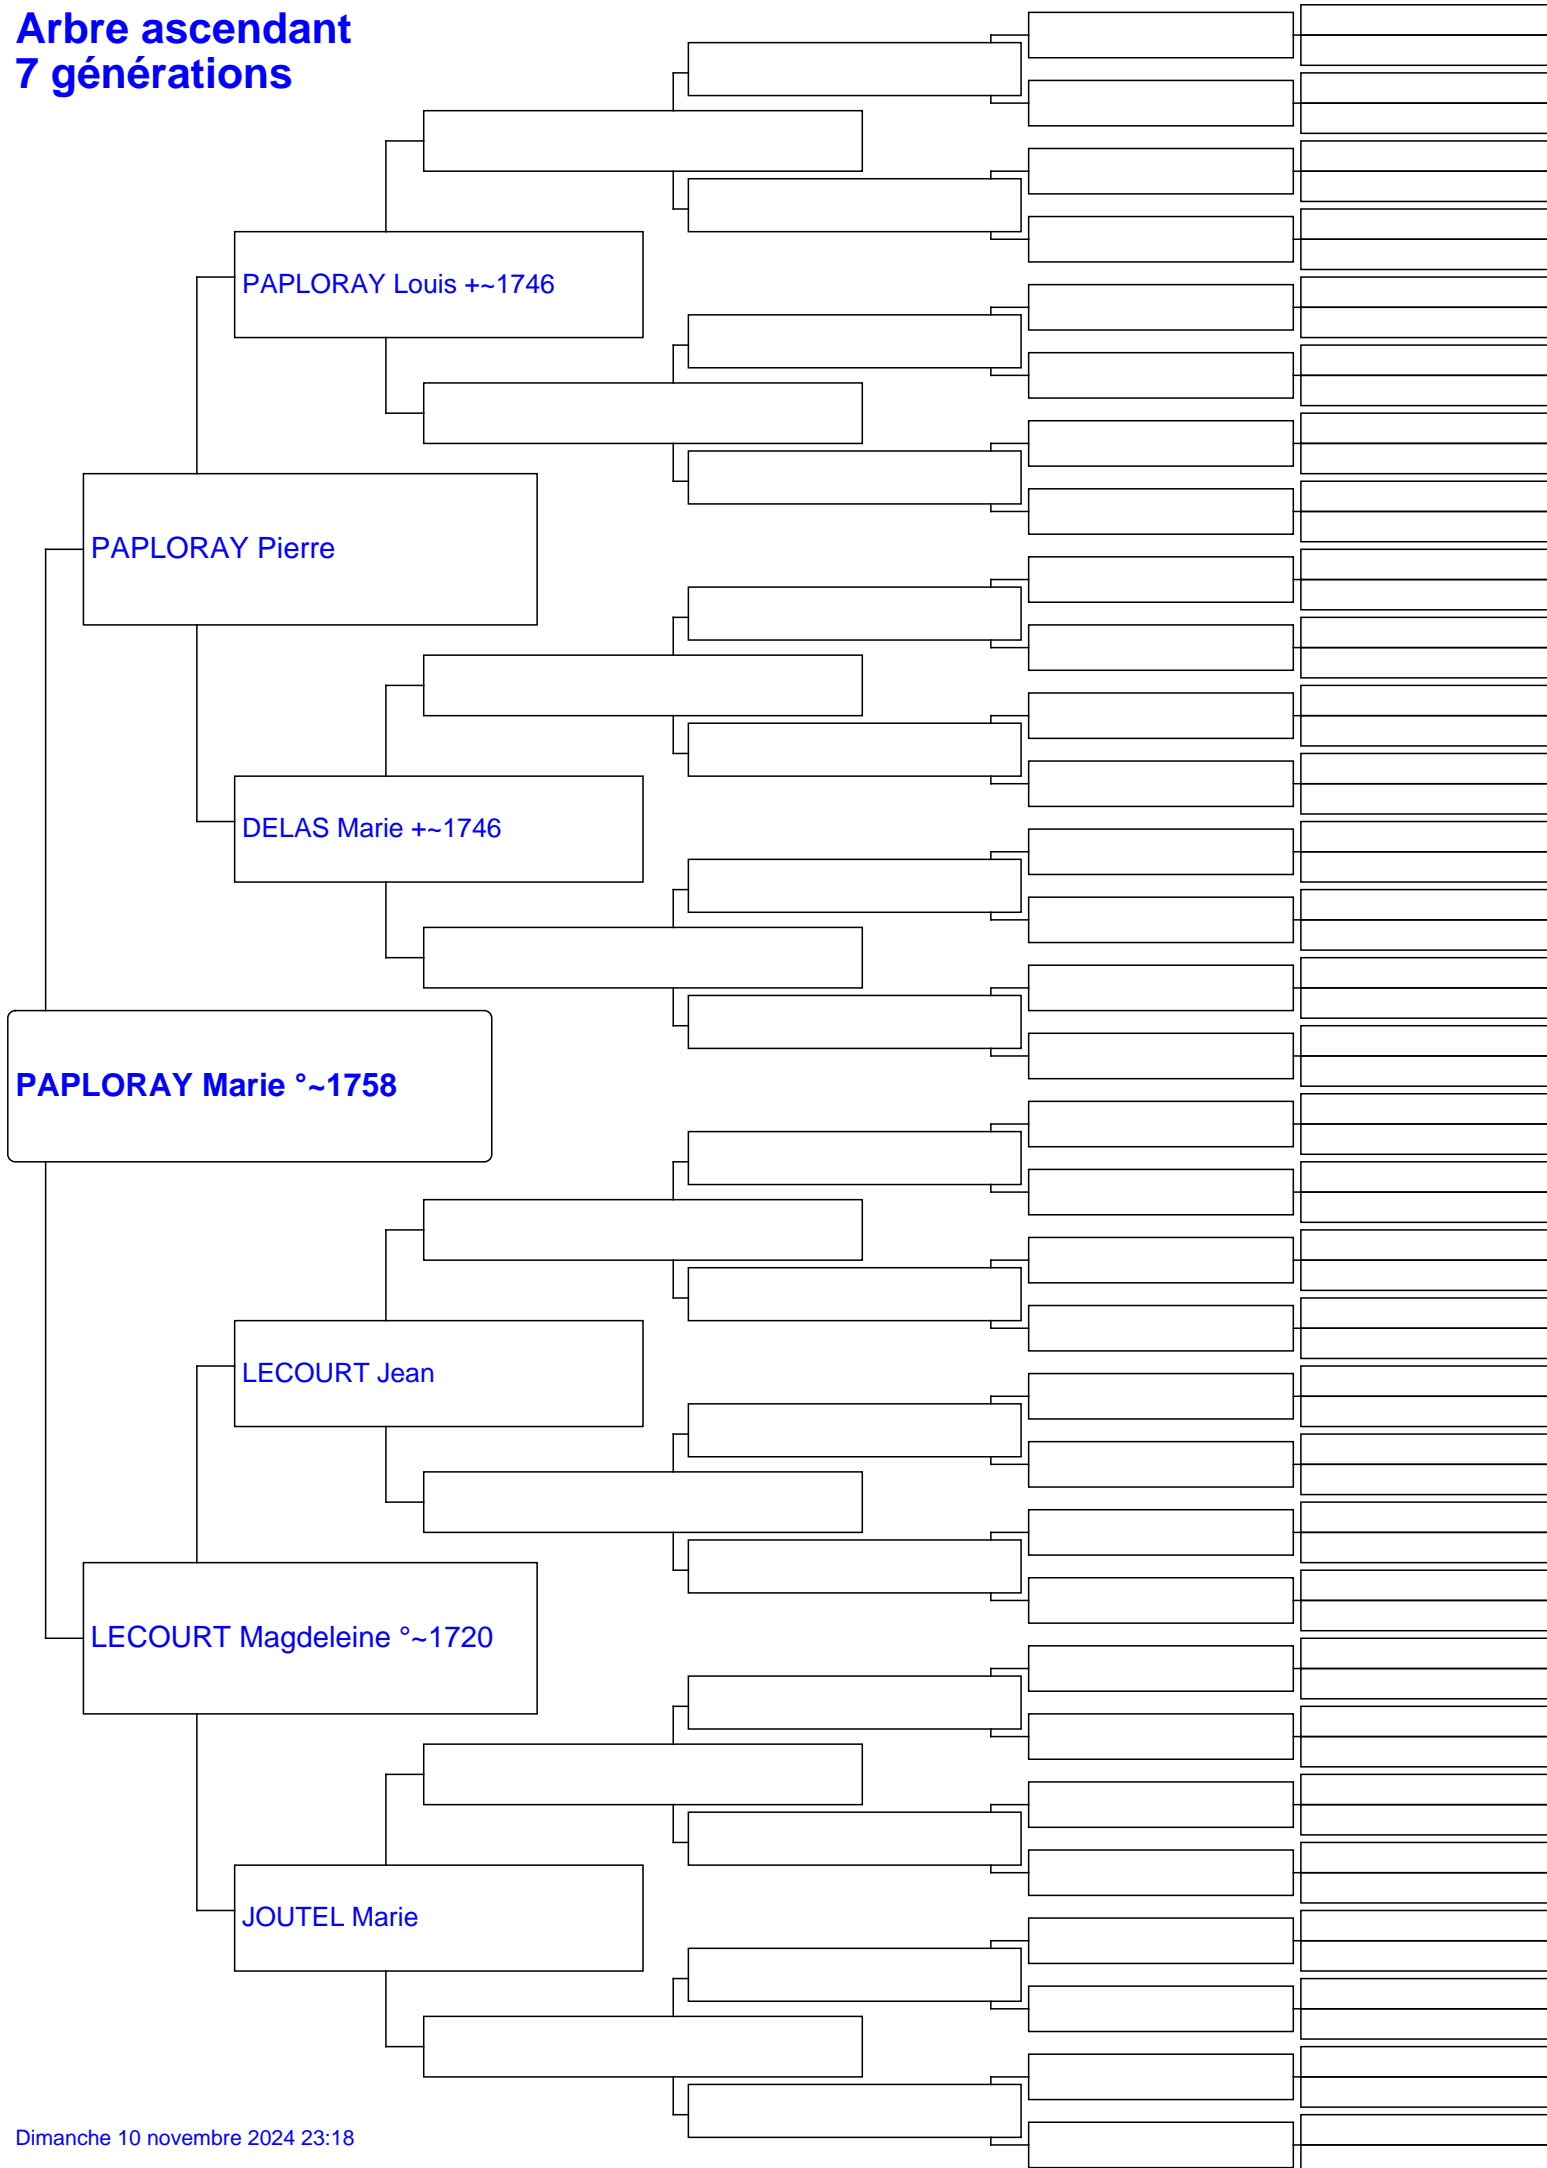 Arbre ascendant
7 générations
PAPLORAY Louis +~1746
PAPLORAY Pierre
DELAS Marie +~1746
PAPLORAY Marie °~1758
LECOURT Jean
LECOURT Magdeleine °~1720
JOUTEL Marie
Dimanche 10 novembre 2024 23:18